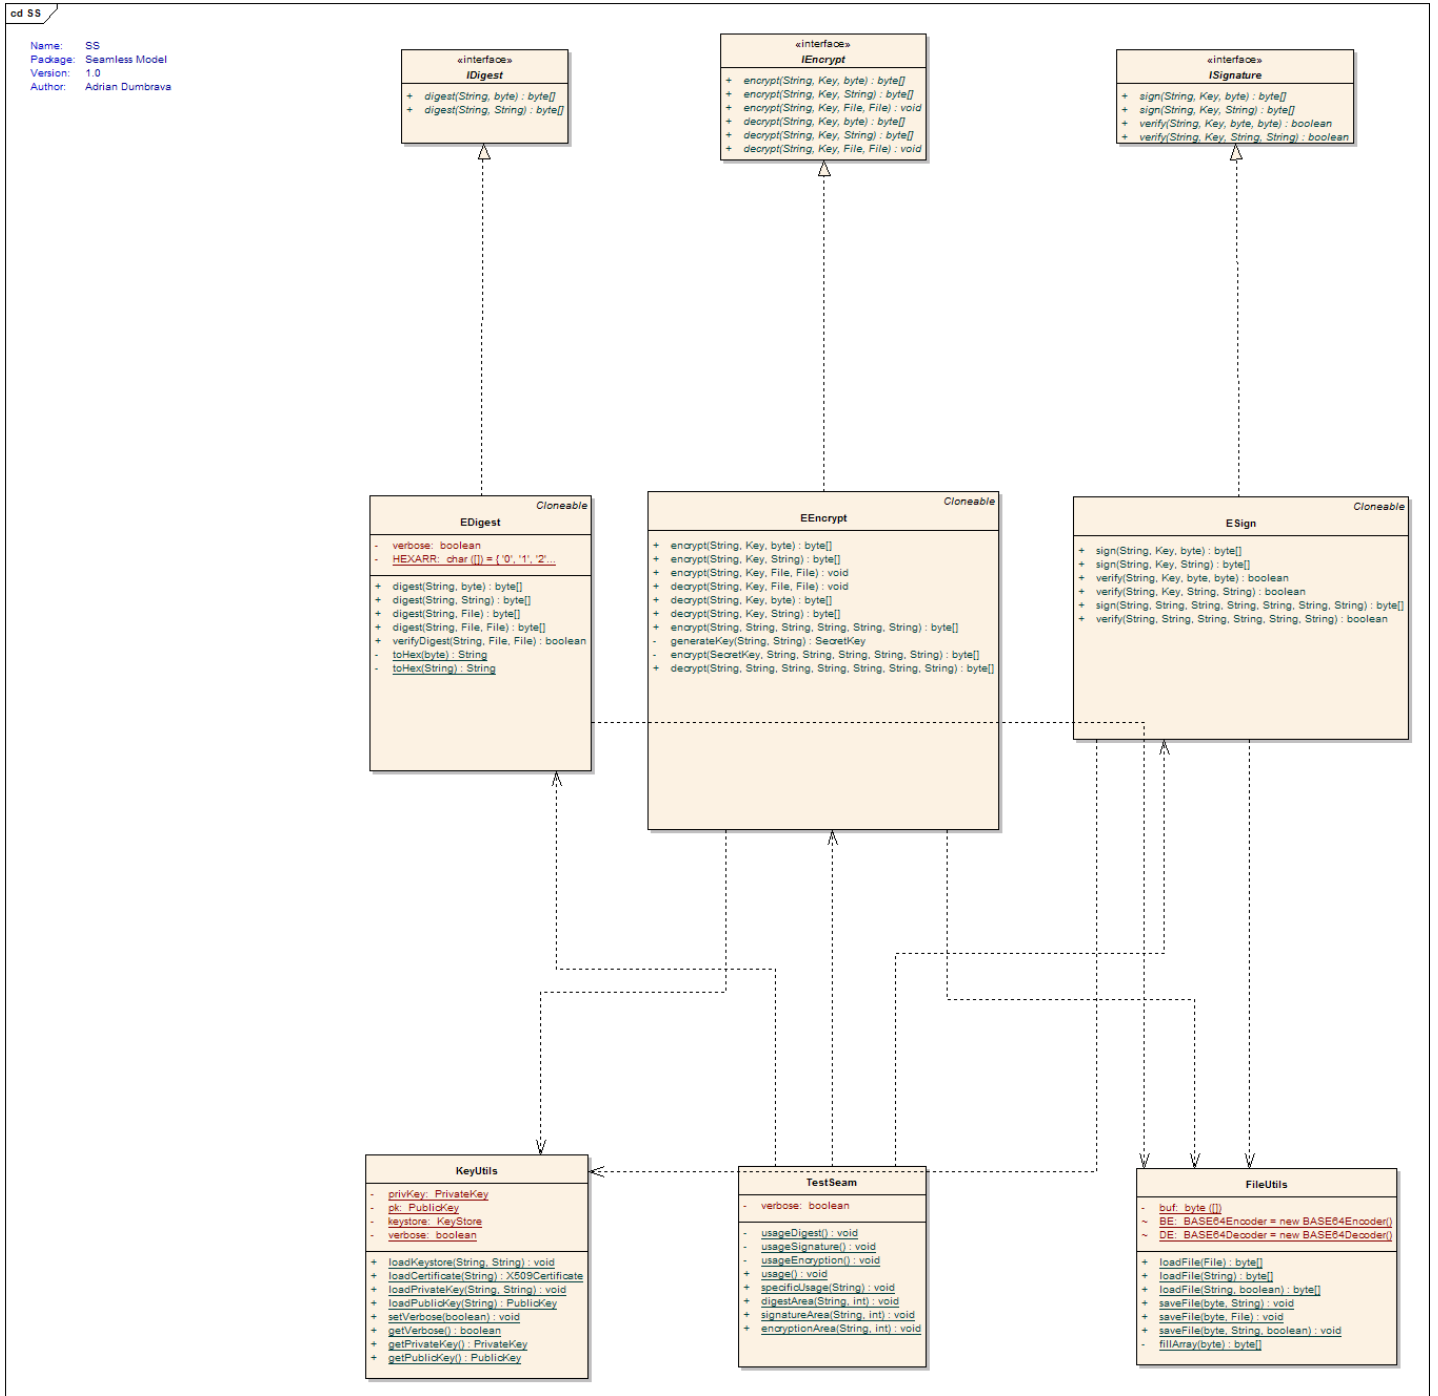 cd SS
Name: SS
Package: Seamless Model
Version: 1.0
Author: Adrian Dumbrava
«interface»
IDigest
+ digest(String, byte) : byte[]
+ digest(String, String) : byte[]
«interface»
IEncrypt
+ encrypt(String, Key, byte) : byte[]
+ encrypt(String, Key, String) : byte[]
+ encrypt(String, Key, File, File) : void
+ decrypt(String, Key, byte) : byte[]
+ decrypt(String, Key, String) : byte[]
+ decrypt(String, Key, File, File) : void
«interface»
ISignature
+ sign(String, Key, byte) : byte[]
+ sign(String, Key, String) : byte[]
+ verify(String, Key, byte, byte) : boolean
+ verify(String, Key, String, String) : boolean
Cloneable
EDigest
- verbose: boolean
- HEXARR: char ([]) = { '0', '1', '2'...
+ digest(String, byte) : byte[]
+ digest(String, String) : byte[]
+ digest(String, File) : byte[]
+ digest(String, File, File) : byte[]
+ verifyDigest(String, File, File) : boolean
- toHex(byte) : String
- toHex(String) : String
Cloneable
EEncrypt
+ encrypt(String, Key, byte) : byte[]
+ encrypt(String, Key, String) : byte[]
+ encrypt(String, Key, File, File) : void
+ decrypt(String, Key, File, File) : void
+ decrypt(String, Key, byte) : byte[]
+ decrypt(String, Key, String) : byte[]
+ encrypt(String, String, String, String, String, String) : byte[]
- generateKey(String, String) : SecretKey
- encrypt(SecretKey, String, String, String, String, String) : byte[]
+ decrypt(String, String, String, String, String, String, String) : byte[]
Cloneable
ESign
+ sign(String, Key, byte) : byte[]
+ sign(String, Key, String) : byte[]
+ verify(String, Key, byte, byte) : boolean
+ verify(String, Key, String, String) : boolean
+ sign(String, String, String, String, String, String, String) : byte[]
+ verify(String, String, String, String, String, String) : boolean
KeyUtils
- privKey: PrivateKey
- pk: PublicKey
- keystore: KeyStore
- verbose: boolean
+ loadKeystore(String, String) : void
+ loadCertificate(String) : X509Certificate
+ loadPrivateKey(String, String) : void
+ loadPublicKey(String) : PublicKey
+ setVerbose(boolean) : void
+ getVerbose() : boolean
+ getPrivateKey() : PrivateKey
+ getPublicKey() : PublicKey
TestSeam
- verbose: boolean
- usageDigest() : void
- usageSignature() : void
- usageEncryption() : void
+ usage() : void
+ specificUsage(String) : void
+ digestArea(String, int) : void
+ signatureArea(String, int) : void
+ encryptionArea(String, int) : void
FileUtils
- buf: byte ([])
~ BE: BASE64Encoder = new BASE64Encoder()
~ DE: BASE64Decoder = new BASE64Decoder()
+ loadFile(File) : byte[]
+ loadFile(String) : byte[]
+ loadFile(String, boolean) : byte[]
+ saveFile(byte, String) : void
+ saveFile(byte, File) : void
+ saveFile(byte, String, boolean) : void
- fillArray(byte) : byte[]